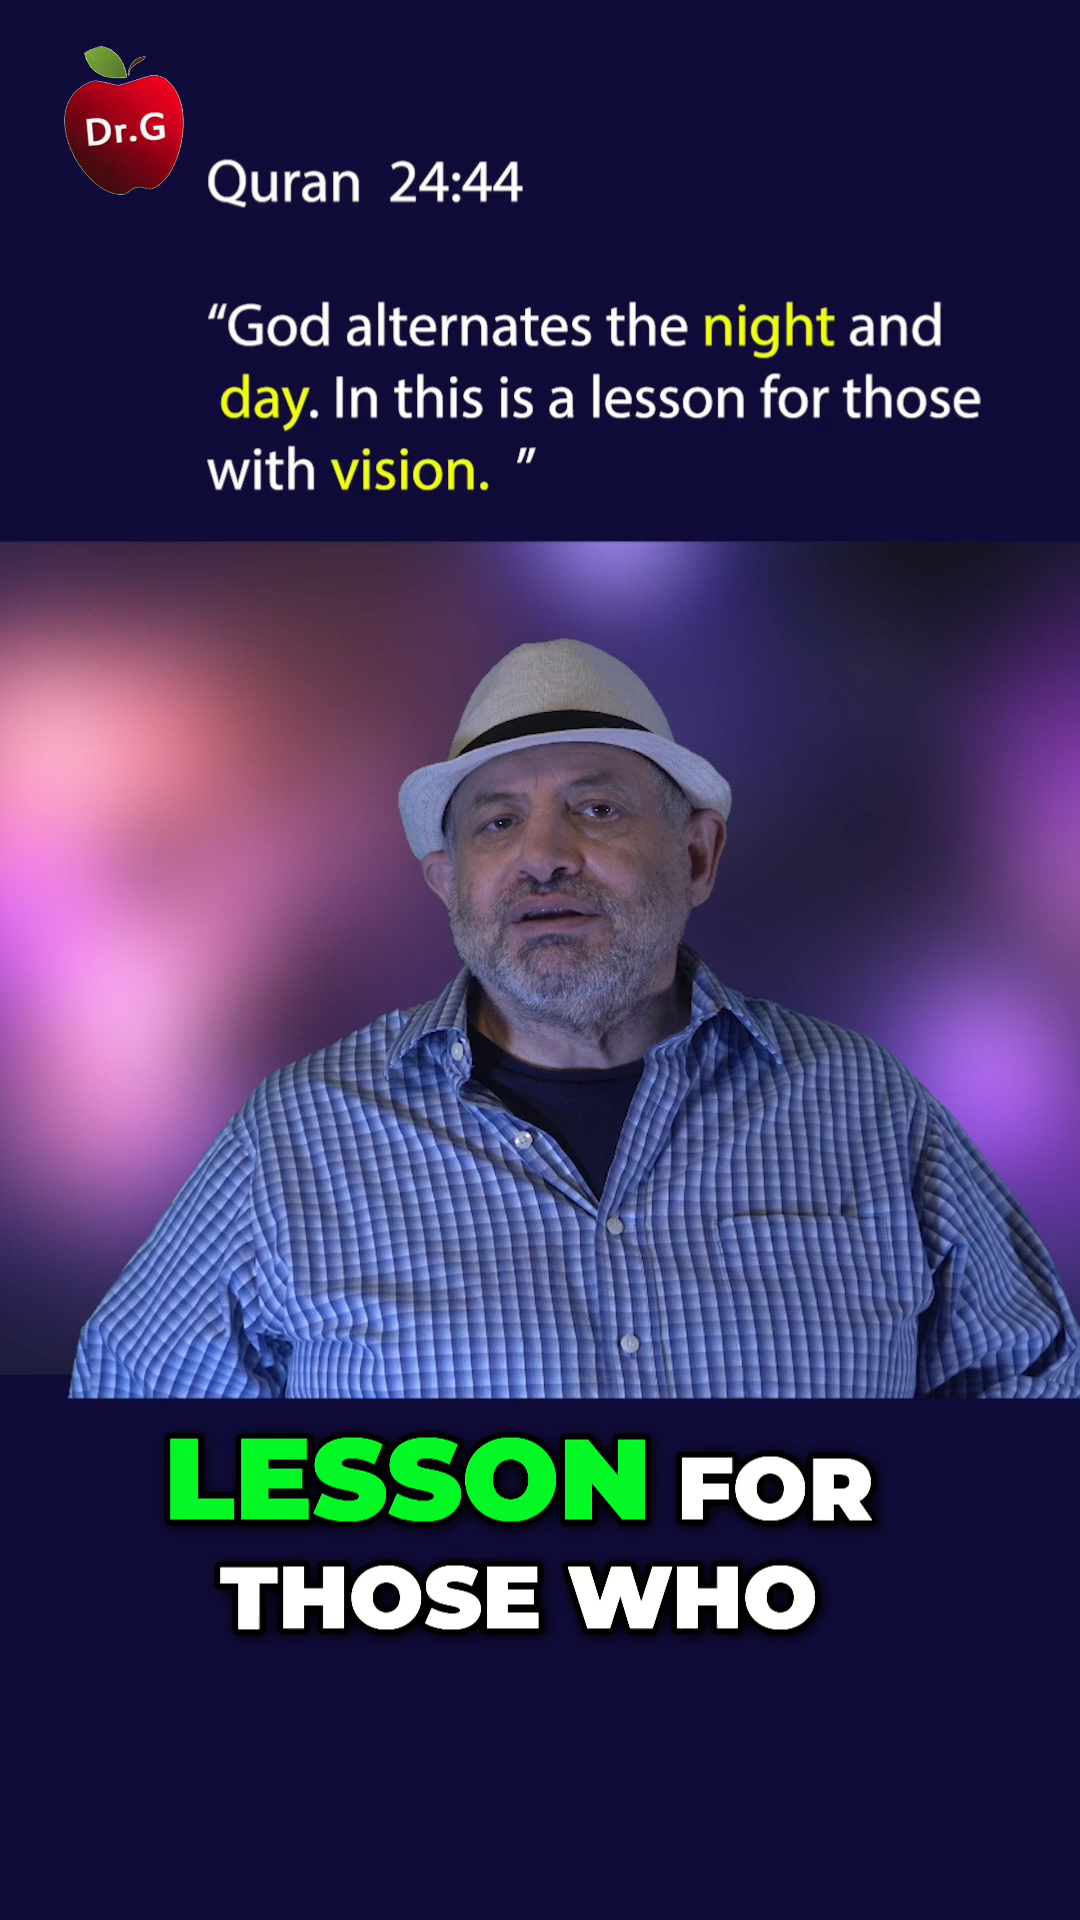 Dr.G
Quran 24:44
“God alternates the night and
day. In this is a lesson for those
with vision. ”
LESSON FOR
THOSE WHO